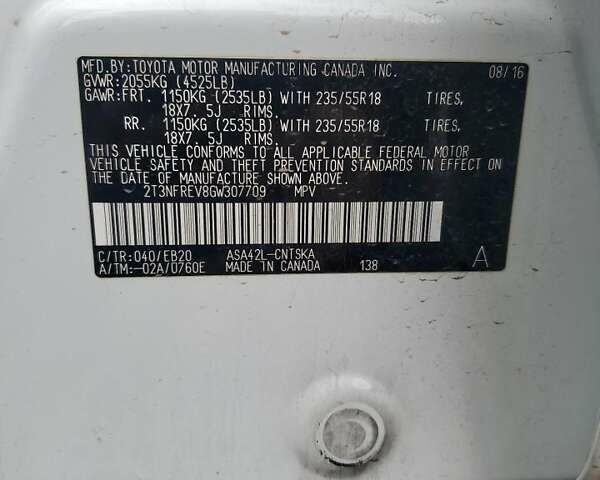 MFD.BY:TOYOTA MOTOR MANUFACTURING CANADA INC. 08/16
GVWR:2055KG (4525LB)
GAWR:FRT. 1150KG (2535LB) WITH 235/55R18 TIRES,
18X7.5J RIMS.
RR. 1150KG (2535LB) WITH 235/55R18 TIRES,
18X7.5J RIMS.
THIS VEHICLE CONFORMS TO ALL APPLICABLE FEDERAL MOTOR
VEHICLE SAFETY AND THEFT PREVENTION STANDARDS IN EFFECT ON
THE DATE OF MANUFACTURE SHOWN ABOVE.
2T3NFREV8GW307709 MPV
C/TR:040/EB20 ASA42L-CNTSKA A
A/TM:-02A/0760E MADE IN CANADA 138